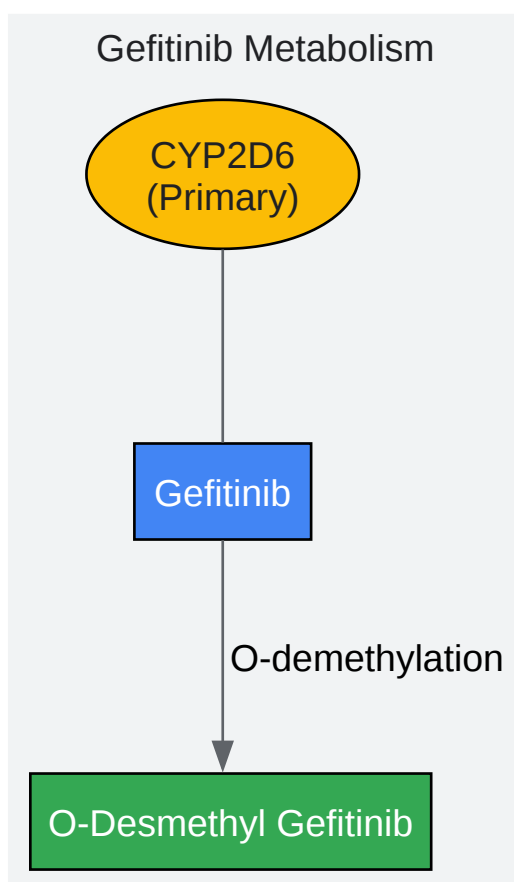 Gefitinib Metabolism
CYP2D6
(Primary)
Gefitinib
O-demethylation
O-Desmethyl Gefitinib